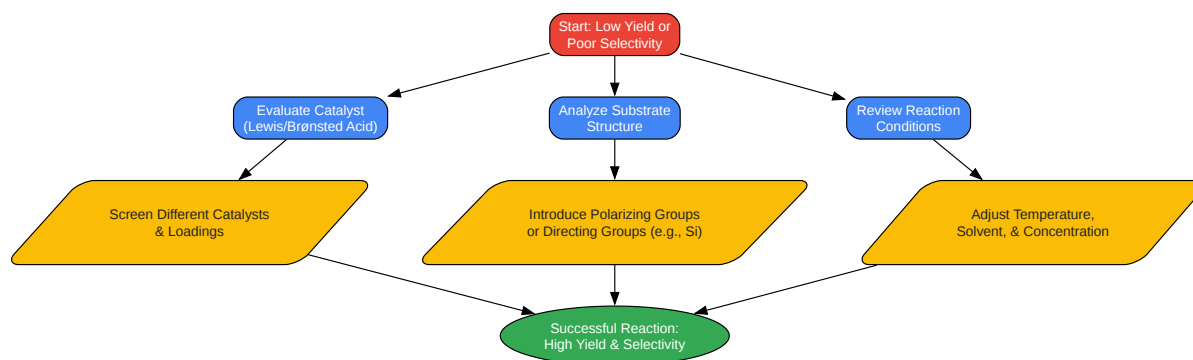 Start: Low Yield or
Poor Selectivity
Evaluate Catalyst
(Lewis/Brønsted Acid)
Analyze Substrate
Structure
Review Reaction
Conditions
Screen Different Catalysts
& Loadings
Introduce Polarizing Groups
or Directing Groups (e.g., Si)
Adjust Temperature,
Solvent, & Concentration
Successful Reaction:
High Yield & Selectivity